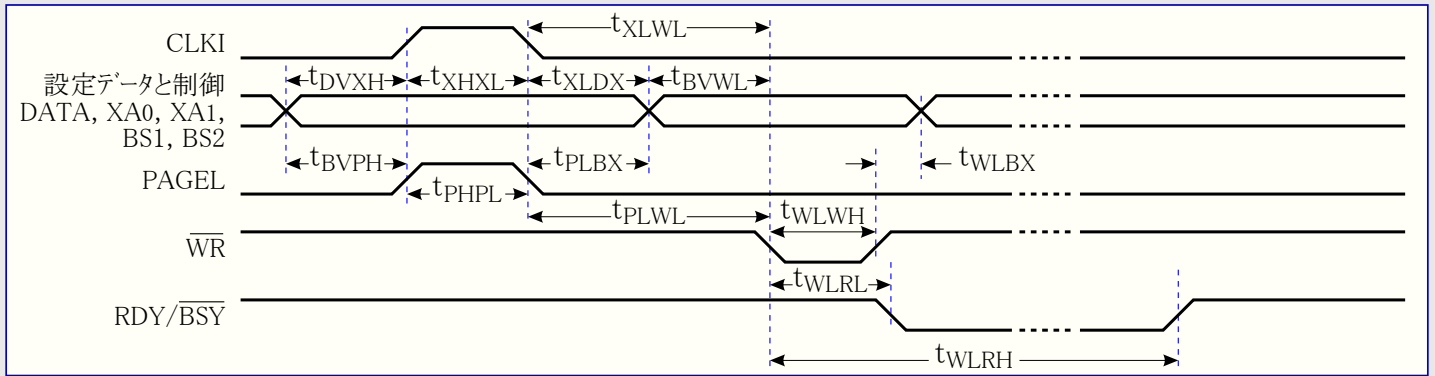 CLKI
tXLWL
設定データと制御
DATA, XA0, XA1,
BS1, BS2
tDVXH
tXHXL
tXLDX
tBVWL
tBVPH
tPLBX
tWLBX
PAGEL
tPHPL
tPLWL
tWLWH
WR
tWLRL
RDY/BSY
tWLRH